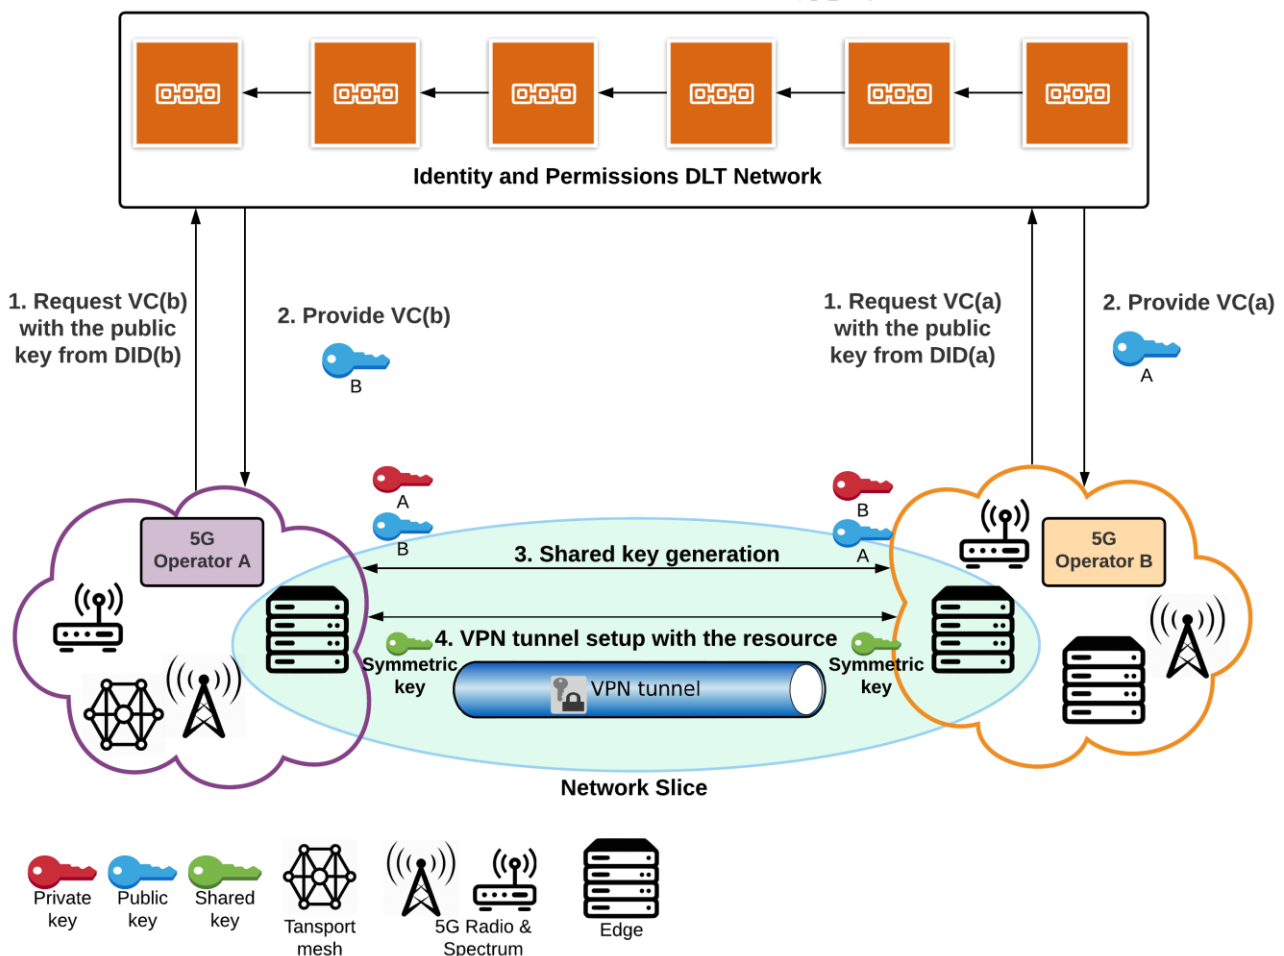 Identity and Permissions DLT Network
1. Request VC(b)
with the public
key from DID(b)
2. Provide VC(b)
B
1. Request VC(a)
with the public
key from DID(a)
2. Provide VC(a)
A
5G
Operator A
A
B
3. Shared key generation
B
A
5G
Operator B
4. VPN tunnel setup with the resource
Symmetric
key
VPN tunnel
Symmetric
key
Network Slice
Private
key
Public
key
Shared
key
Tansport
mesh
5G Radio &
Spectrum
Edge